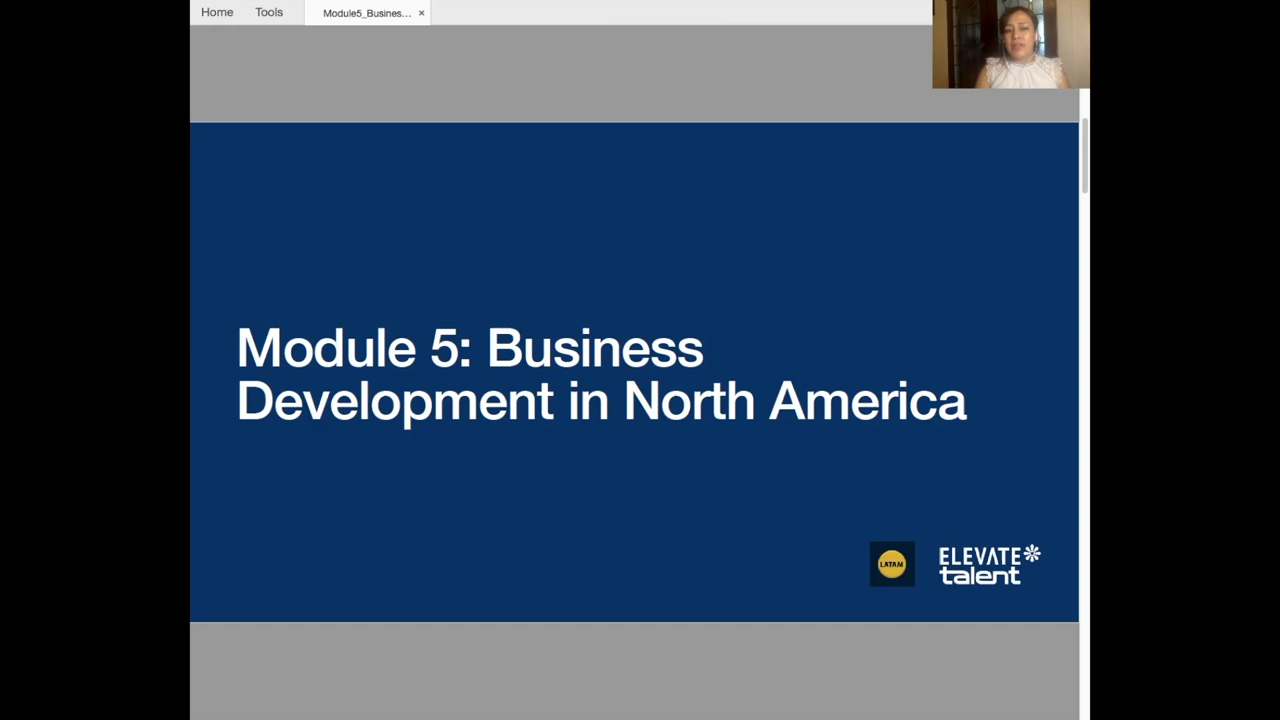 Home Tools Module5_Busines... ×
Module 5: Business
Development in North America
LATAM
ELEVATE
talent